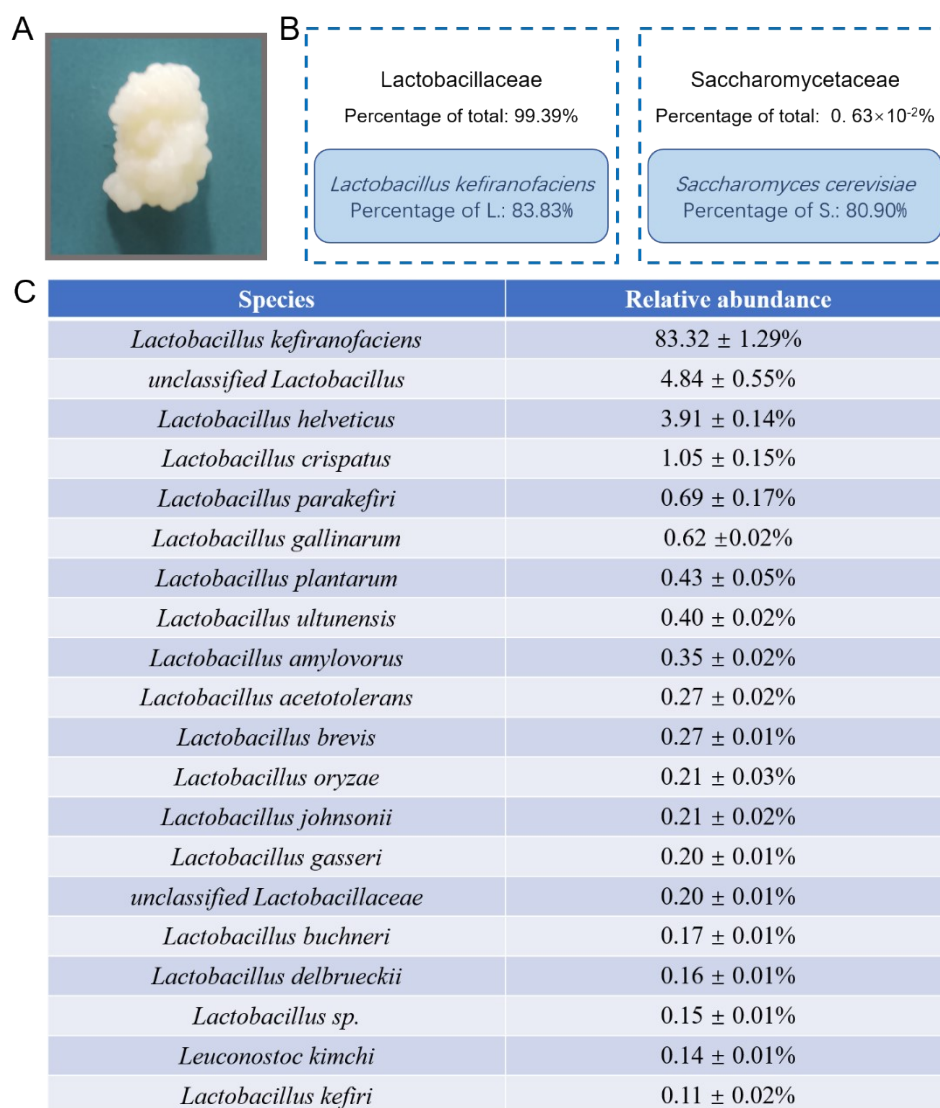 A
B
Lactobacillaceae
Percentage of total: 99.39%
Lactobacillus kefiranofaciens
Percentage of L.: 83.83%
Saccharomycetaceae
Percentage of total: 0. 63×10⁻²%
Saccharomyces cerevisiae
Percentage of S.: 80.90%
C
Species Relative abundance
Lactobacillus kefiranofaciens 83.32 ± 1.29%
unclassified Lactobacillus 4.84 ± 0.55%
Lactobacillus helveticus 3.91 ± 0.14%
Lactobacillus crispatus 1.05 ± 0.15%
Lactobacillus parakefiri 0.69 ± 0.17%
Lactobacillus gallinarum 0.62 ±0.02%
Lactobacillus plantarum 0.43 ± 0.05%
Lactobacillus ultunensis 0.40 ± 0.02%
Lactobacillus amylovorus 0.35 ± 0.02%
Lactobacillus acetotolerans 0.27 ± 0.02%
Lactobacillus brevis 0.27 ± 0.01%
Lactobacillus oryzae 0.21 ± 0.03%
Lactobacillus johnsonii 0.21 ± 0.02%
Lactobacillus gasseri 0.20 ± 0.01%
unclassified Lactobacillaceae 0.20 ± 0.01%
Lactobacillus buchneri 0.17 ± 0.01%
Lactobacillus delbrueckii 0.16 ± 0.01%
Lactobacillus sp. 0.15 ± 0.01%
Leuconostoc kimchi 0.14 ± 0.01%
Lactobacillus kefiri 0.11 ± 0.02%